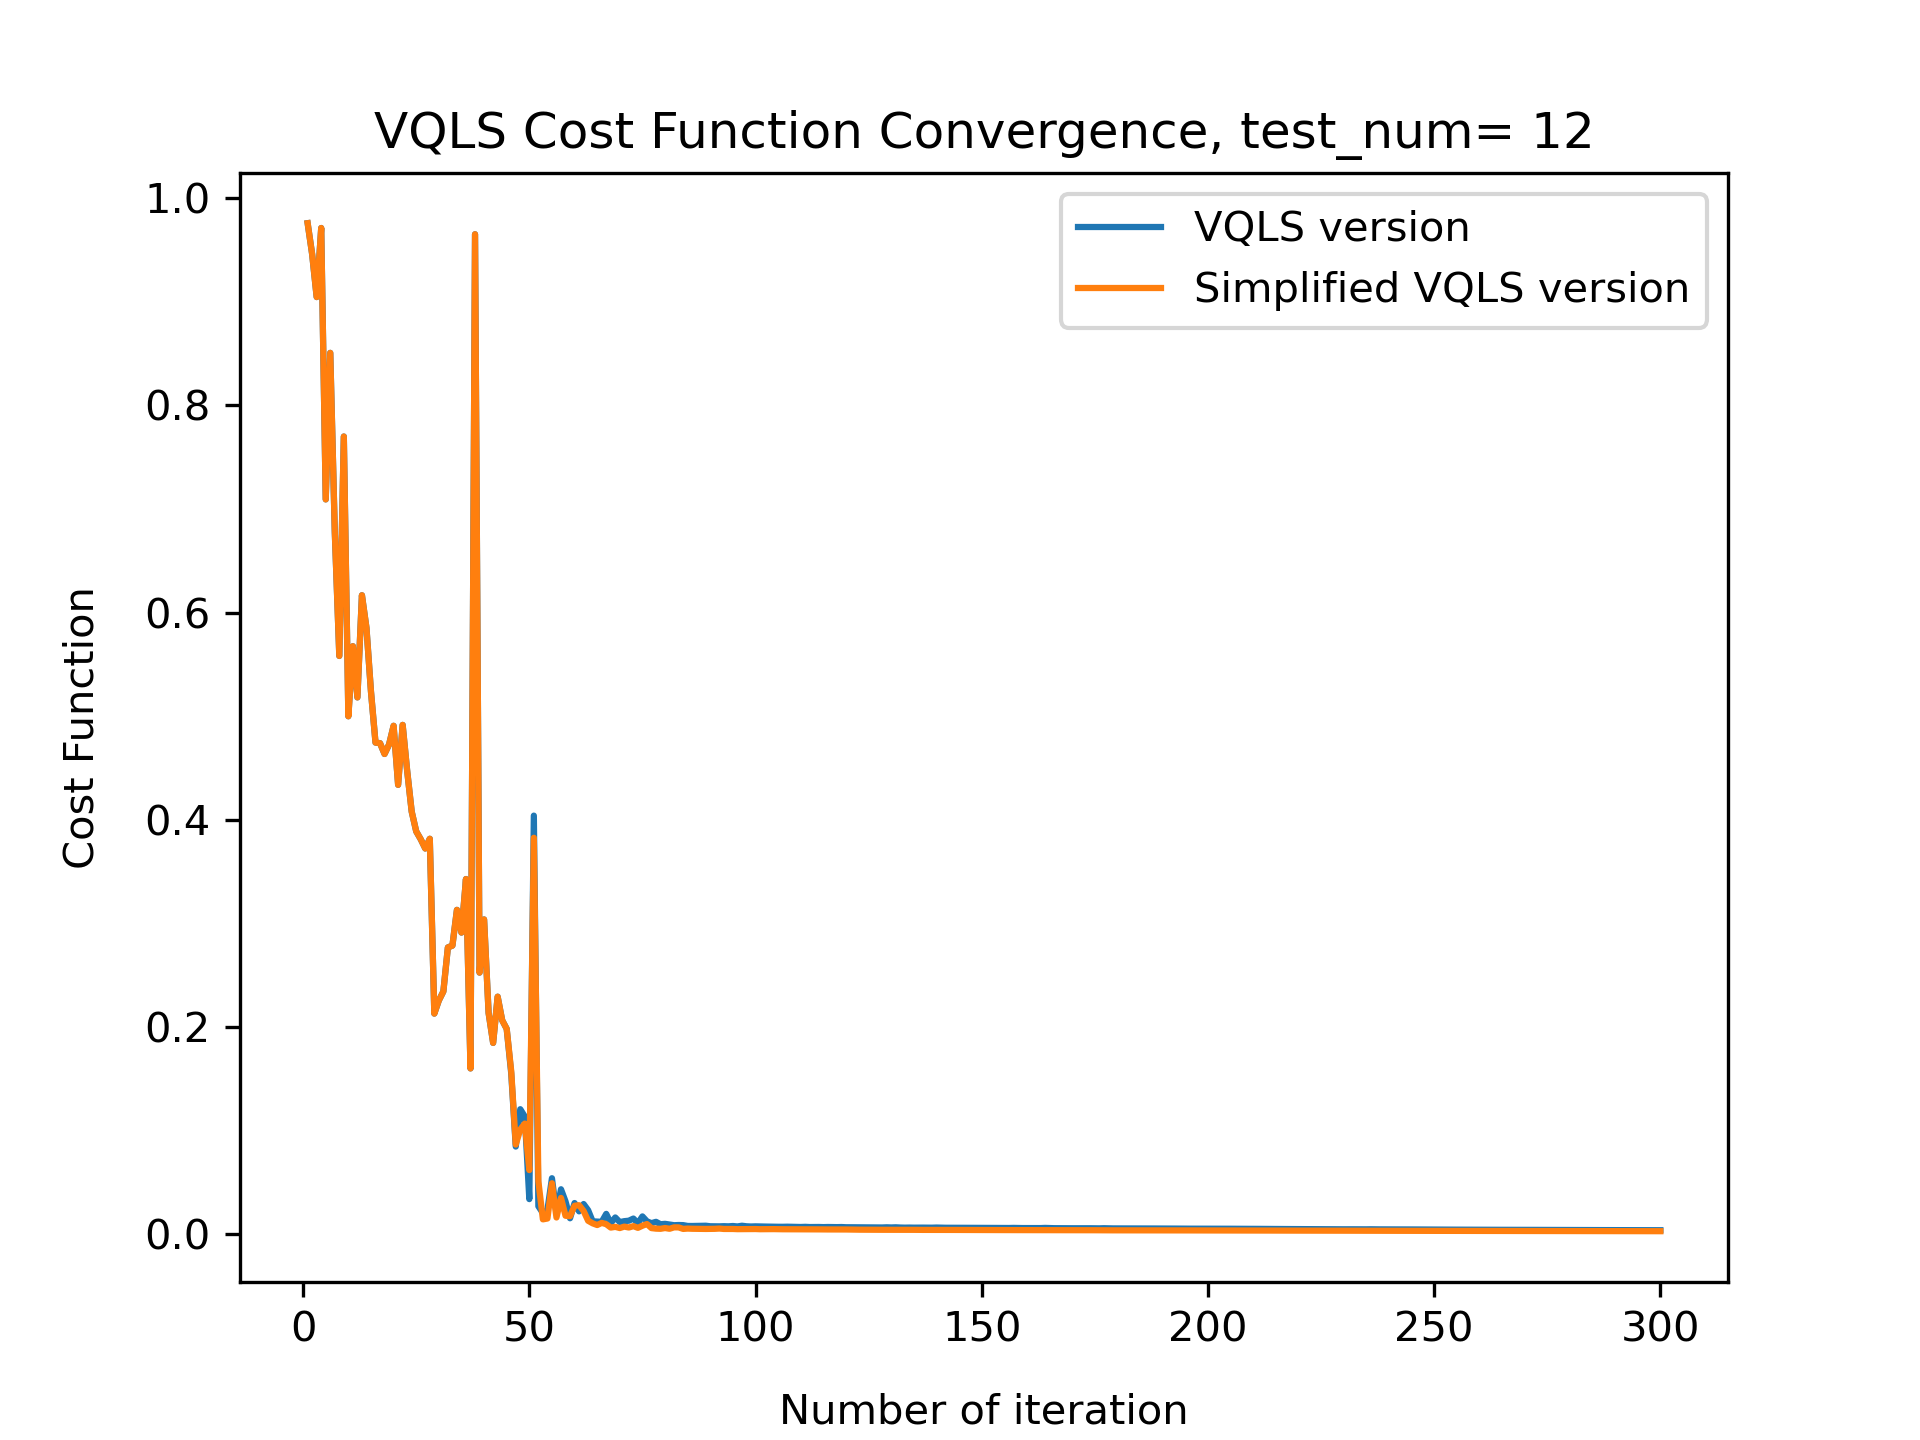 VQLS Cost Function Convergence, test_num= 12
VQLS version
Simplified VQLS version
1.0
0.8
0.6
0.4
0.2
0.0
Cost Function
0 50 100 150 200 250 300
Number of iteration